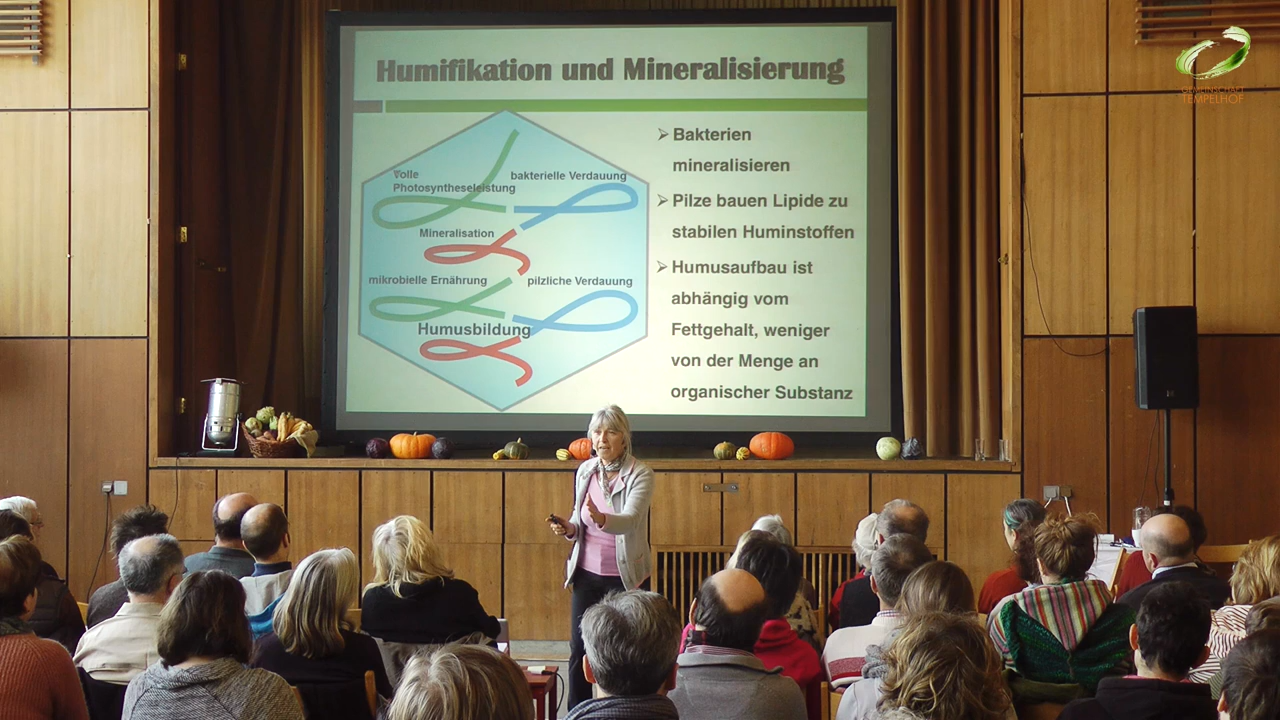 Humifikation und Mineralisierung
volle
Photosyntheseleistung
bakterielle Verdauung
Mineralisation
mikrobielle Ernährung
pilzliche Verdauung
Humusbildung
➢ Bakterien
mineralisieren
➢ Pilze bauen Lipide zu
stabilen Huminstoffen
➢ Humusaufbau ist
abhängig vom
Fettgehalt, weniger
von der Menge an
organischer Substanz
GEMEINSCHAFT
TEMPELHOF